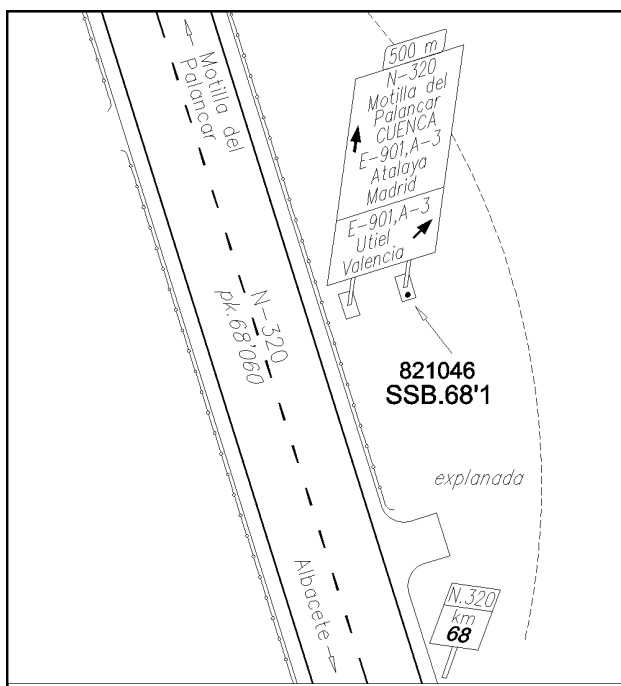 Motilla del
Palancar
500 m
N-320
Motilla del
Palancar
CUENCA
E-901,A-3
Atalaya
Madrid
E-901,A-3
Utiel
Valencia
N-320
pk.68'060
821046
SSB.68'1
explanada
Albacete
N.320
km
68